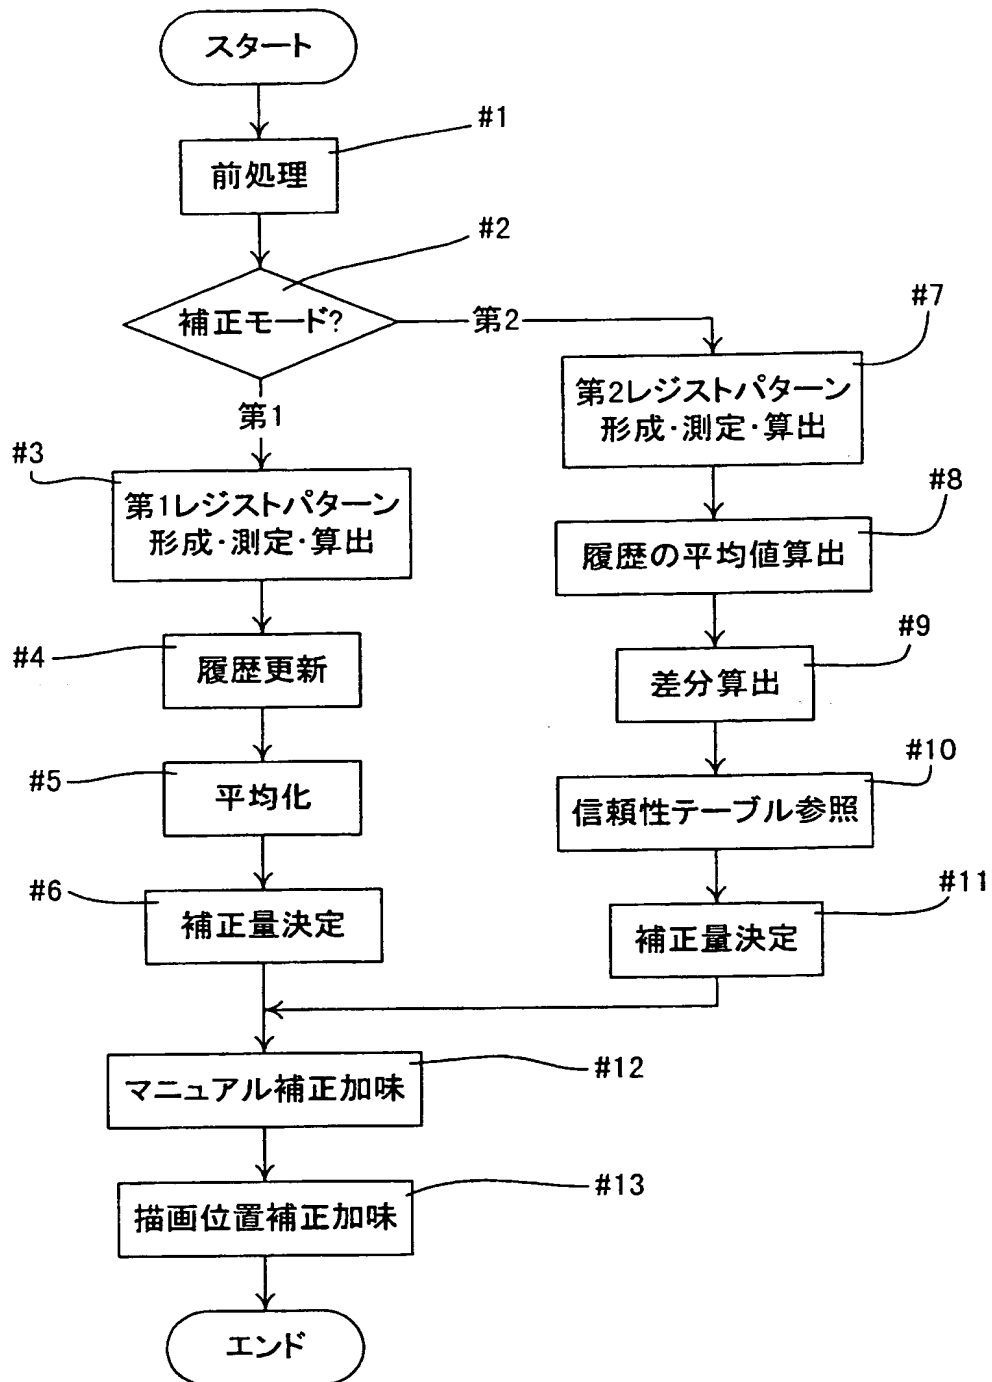 スタート
#1
前処理
#2
補正モード?
第2
第1
#3
第1レジストパターン
形成・測定・算出
#4
履歴更新
#5
平均化
#6
補正量決定
#7
第2レジストパターン
形成・測定・算出
#8
履歴の平均値算出
#9
差分算出
#10
信頼性テーブル参照
#11
補正量決定
#12
マニュアル補正加味
#13
描画位置補正加味
エンド